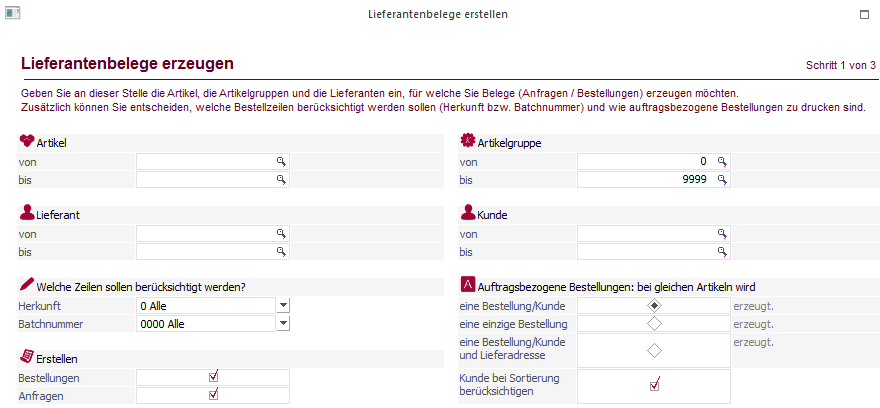 Lieferantenbelege erstellen
Lieferantenbelege erzeugen
Schritt 1 von 3
Geben Sie an dieser Stelle die Artikel, die Artikelgruppen und die Lieferanten ein, für welche Sie Belege (Anfragen / Bestellungen) erzeugen möchten.
Zusätzlich können Sie entscheiden, welche Bestellzeilen berücksichtigt werden sollen (Herkunft bzw. Batchnummer) und wie auftragsbezogene Bestellungen zu drucken sind.
Artikel
von
bis
Artikelgruppe
von 0
bis 9999
Lieferant
von
bis
Kunde
von
bis
Welche Zeilen sollen berücksichtigt werden?
Herkunft 0 Alle
Batchnummer 0000 Alle
Auftragsbezogene Bestellungen: bei gleichen Artikeln wird
eine Bestellung/Kunde erzeugt.
eine einzige Bestellung erzeugt.
eine Bestellung/Kunde erzeugt.
und Lieferadresse
Kunde bei Sortierung
berücksichtigen
Erstellen
Bestellungen
Anfragen